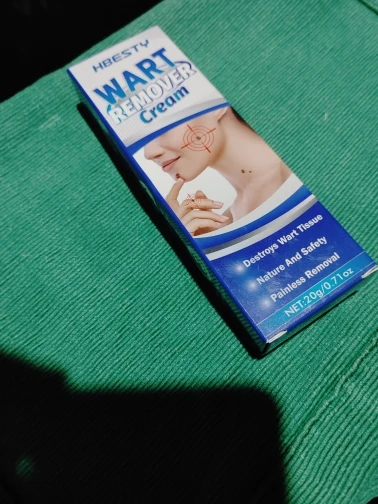 HBESTY
WART
REMOVER
Cream
Destroys Wart Tissue
Nature And Safety
Painless Removal
NET:20g/0.71oz